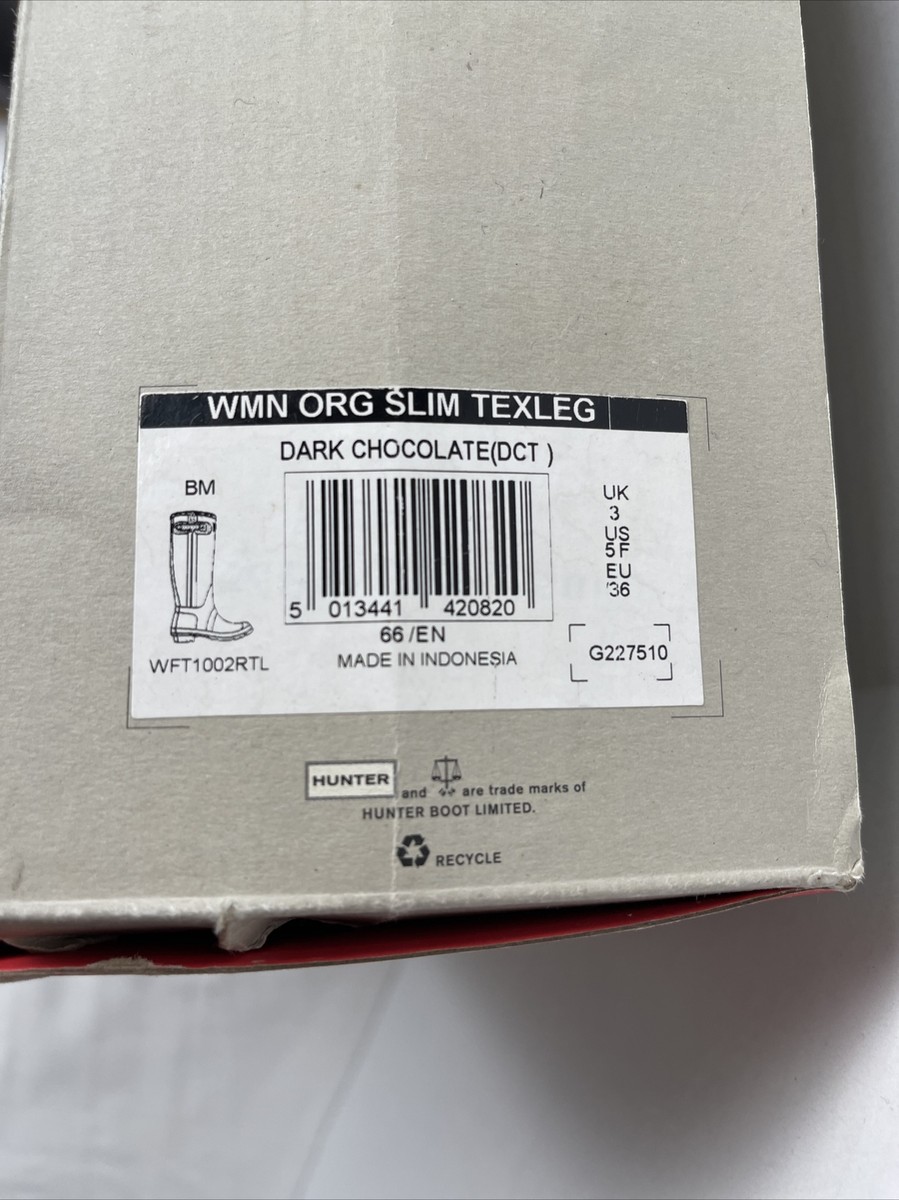 WMN ORG SLIM TEXLEG
DARK CHOCOLATE(DCT )
BM
UK
3
US
5F
EU
'36
5 013441 420820
66 /EN
WFT1002RTL
MADE IN INDONESIA
G227510
HUNTER and are trade marks of
HUNTER BOOT LIMITED.
RECYCLE